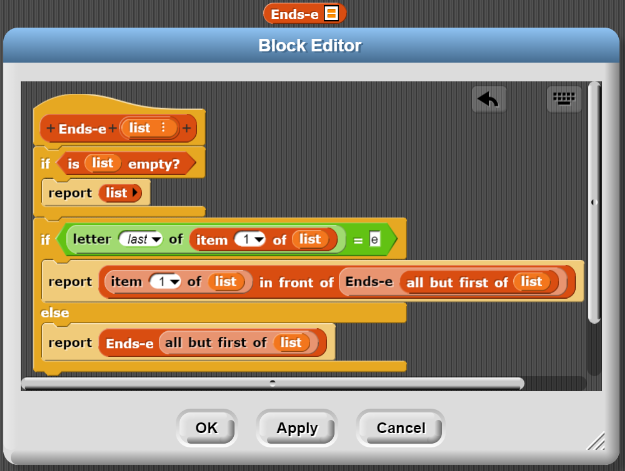 Ends-e
Block Editor
+ Ends-e + list ⋮ +
if is list empty?
report list
if letter last of item 1 of list = e
report item 1 of list in front of Ends-e all but first of list
else
report Ends-e all but first of list
OK Apply Cancel